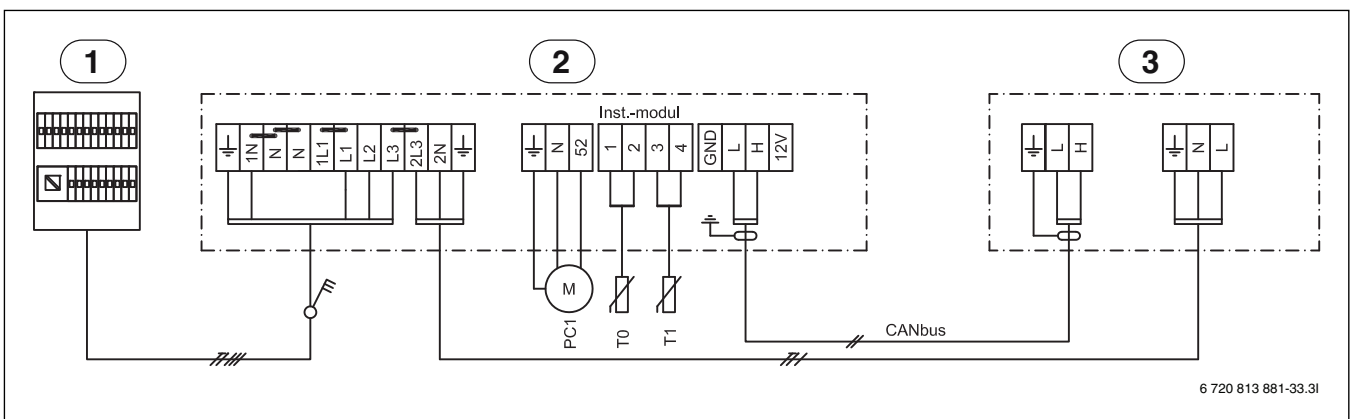 1 2 3
Inst.-modul
1N N N 1L1 L1 L2 L3 2L3 2N
N 52
1 2 3 4
GND L H 12V
L H
N L
M
PC1
T0
T1
CANbus
6 720 813 881-33.3I